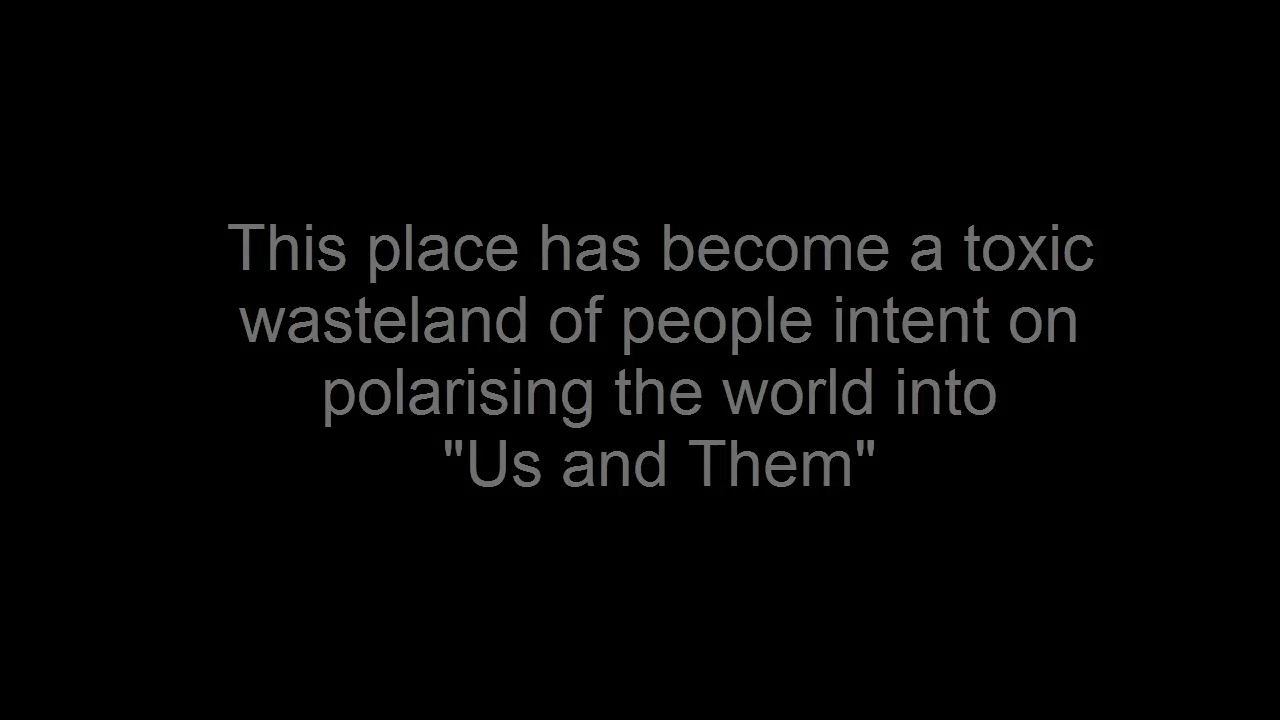 This place has become a toxic
wasteland of people intent on
polarising the world into
"Us and Them"